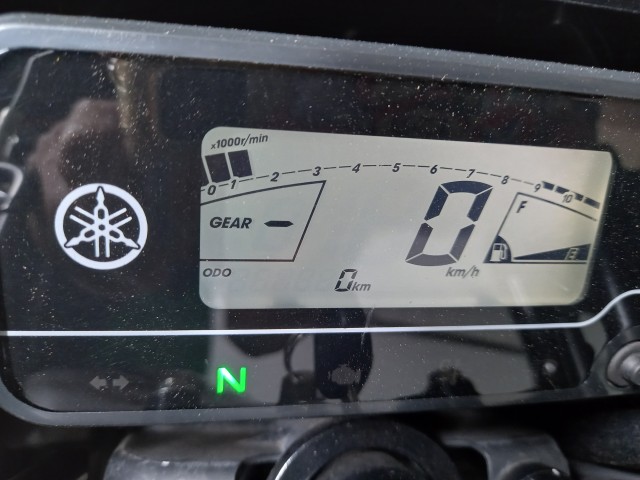 x1000r/min
0 1 2 3 4 5 6 7 8 9 10
GEAR -
0
F
E
km/h
ODO
0km
N